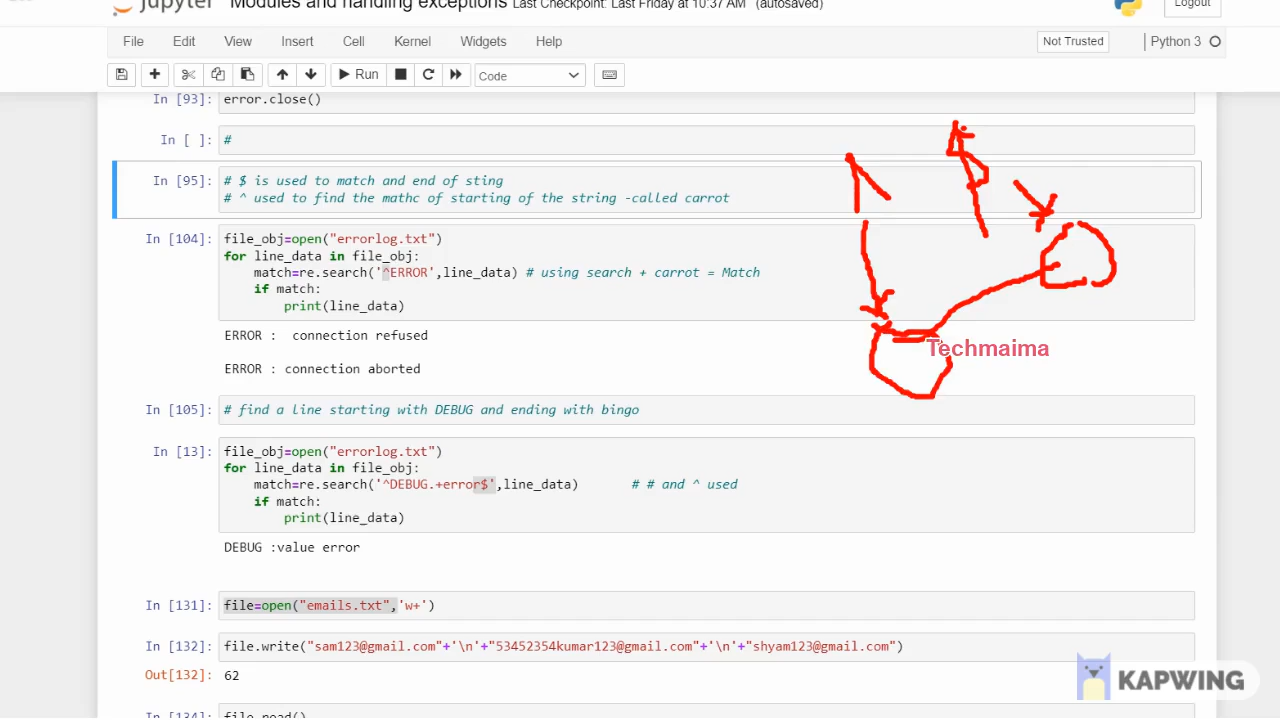 jupyter Modules and handling exceptions Last Checkpoint: Last Friday at 10:37 AM (autosaved) Logout
File Edit View Insert Cell Kernel Widgets Help Not Trusted Python 3
Run Code
In [93]: error.close()
In [ ]: #
In [95]: # $ is used to match and end of sting
# ^ used to find the mathc of starting of the string -called carrot
In [104]: file_obj=open("errorlog.txt")
for line_data in file_obj:
match=re.search('^ERROR',line_data) # using search + carrot = Match
if match:
print(line_data)
ERROR :  connection refused
Techmaima
ERROR : connection aborted
In [105]: # find a line starting with DEBUG and ending with bingo
In [13]: file_obj=open("errorlog.txt")
for line_data in file_obj:
match=re.search('^DEBUG.+error$',line_data) # # and ^ used
if match:
print(line_data)
DEBUG :value error
In [131]: file=open("emails.txt",'w+')
In [132]: file.write("sam123@gmail.com"+'\n'+"53452354kumar123@gmail.com"+'\n'+"shyam123@gmail.com")
Out[132]: 62
KAPWING
In [134]: file.read()